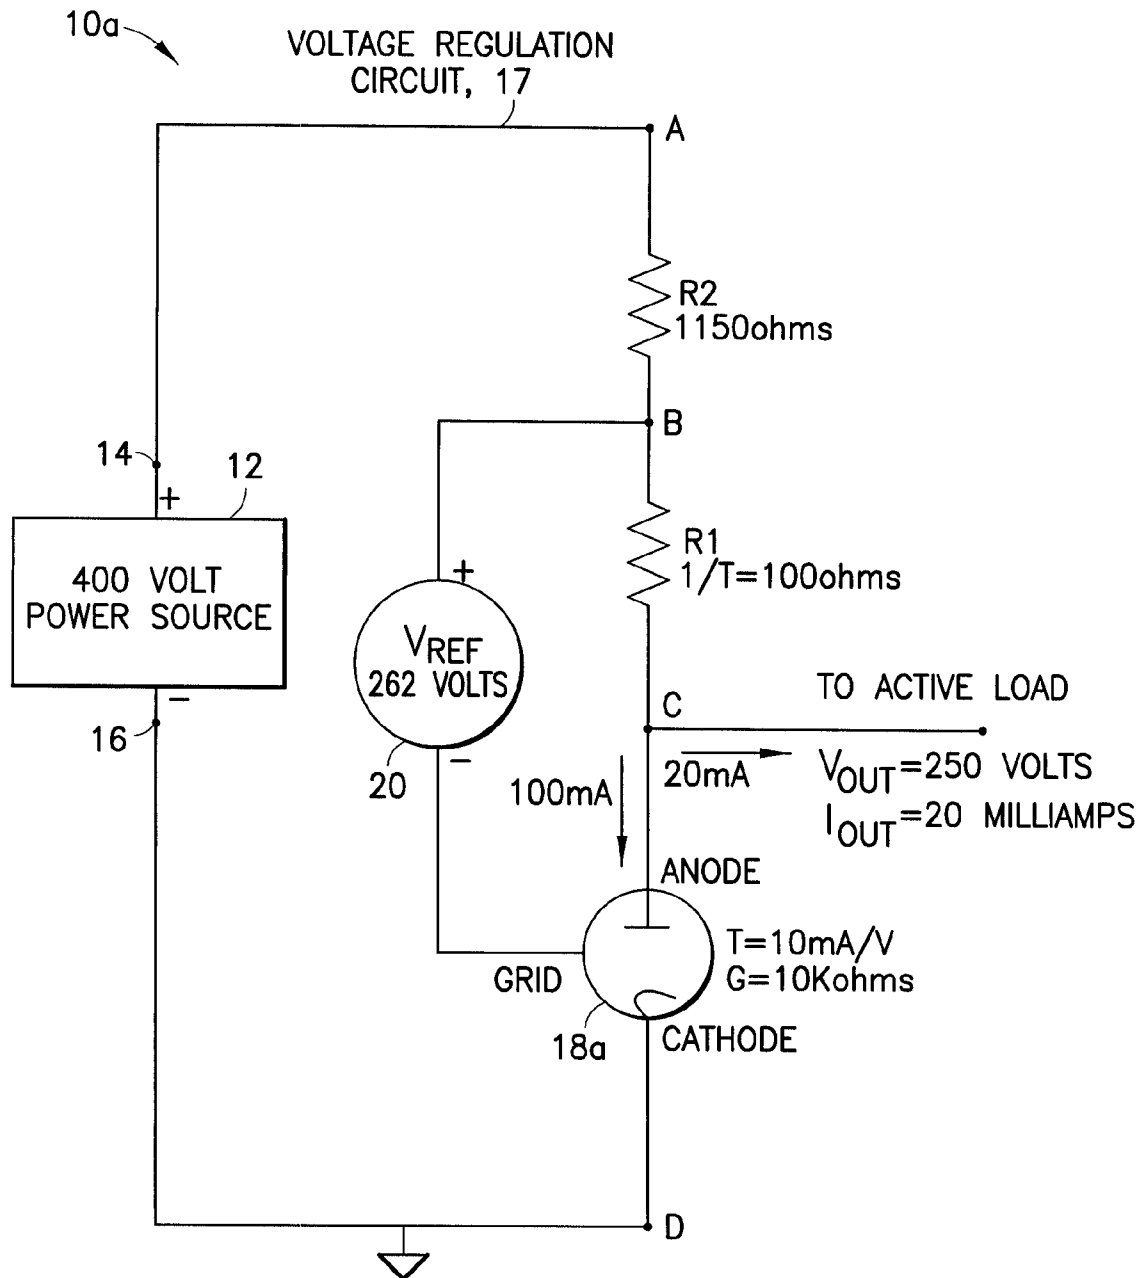 10a
VOLTAGE REGULATION
CIRCUIT, 17
A
R2
1150ohms
B
14
12
+
400 VOLT
POWER SOURCE
−
16
R1
1/T=100ohms
+
VREF
262 VOLTS
−
20
C
TO ACTIVE LOAD
100mA
20mA
VOUT=250 VOLTS
IOUT=20 MILLIAMPS
ANODE
GRID
T=10mA/V
G=10Kohms
18a
CATHODE
D